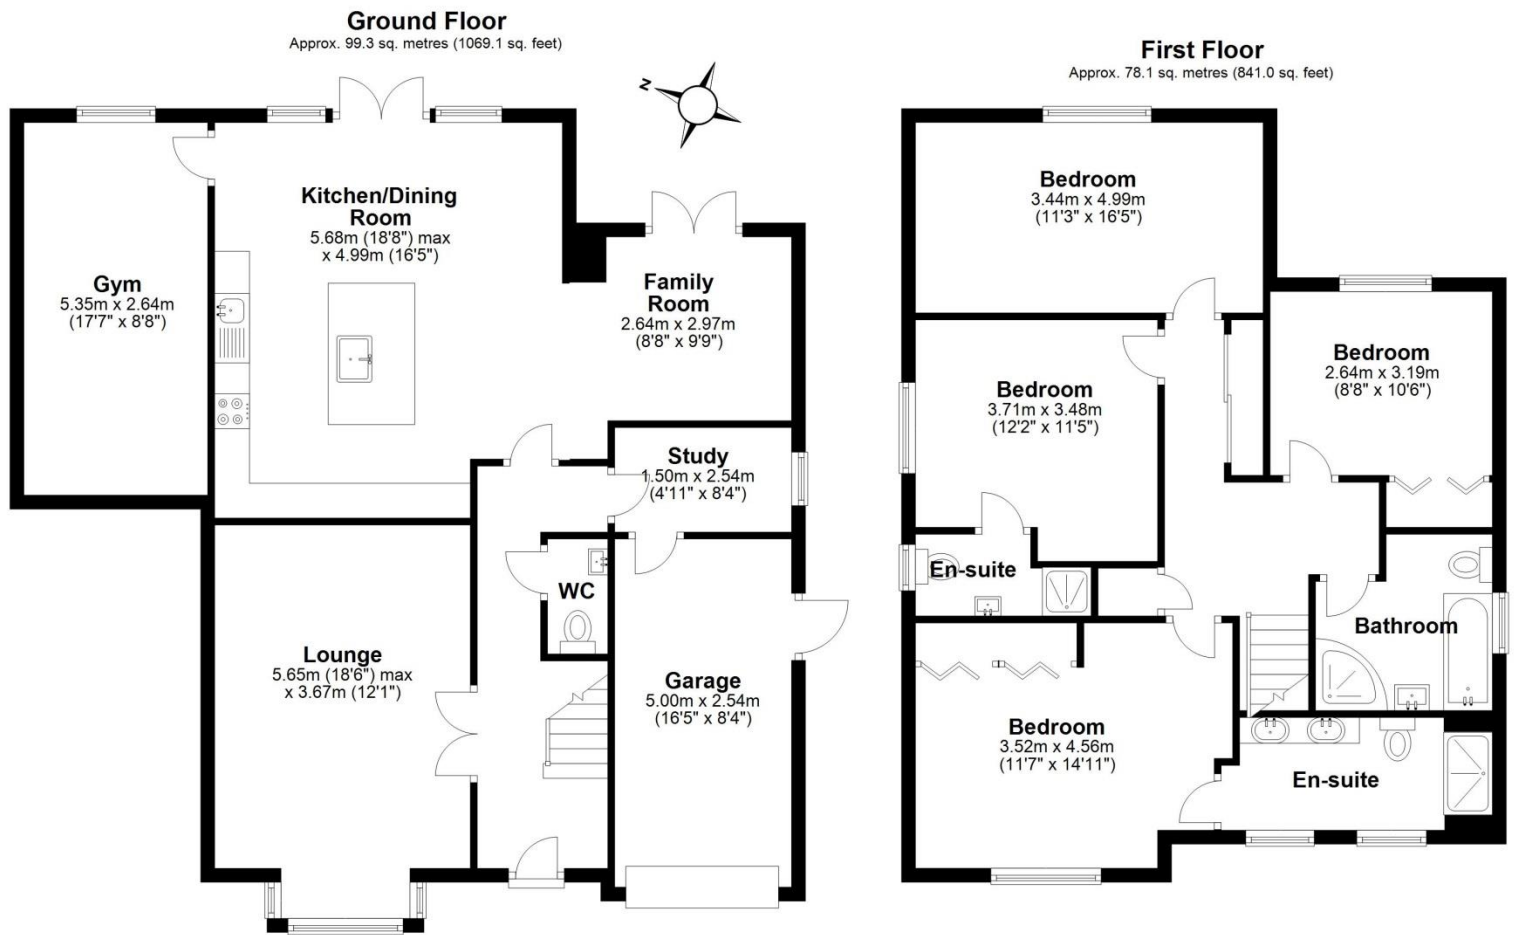 Ground Floor
Approx. 99.3 sq. metres (1069.1 sq. feet)
N
Kitchen/Dining
Room
5.68m (18'8") max
x 4.99m (16'5")
Gym
5.35m x 2.64m
(17'7" x 8'8")
Family
Room
2.64m x 2.97m
(8'8" x 9'9")
Study
1.50m x 2.54m
(4'11" x 8'4")
WC
Lounge
5.65m (18'6") max
x 3.67m (12'1")
Garage
5.00m x 2.54m
(16'5" x 8'4")
First Floor
Approx. 78.1 sq. metres (841.0 sq. feet)
Bedroom
3.44m x 4.99m
(11'3" x 16'5")
Bedroom
2.64m x 3.19m
(8'8" x 10'6")
Bedroom
3.71m x 3.48m
(12'2" x 11'5")
En-suite
Bathroom
Bedroom
3.52m x 4.56m
(11'7" x 14'11")
En-suite